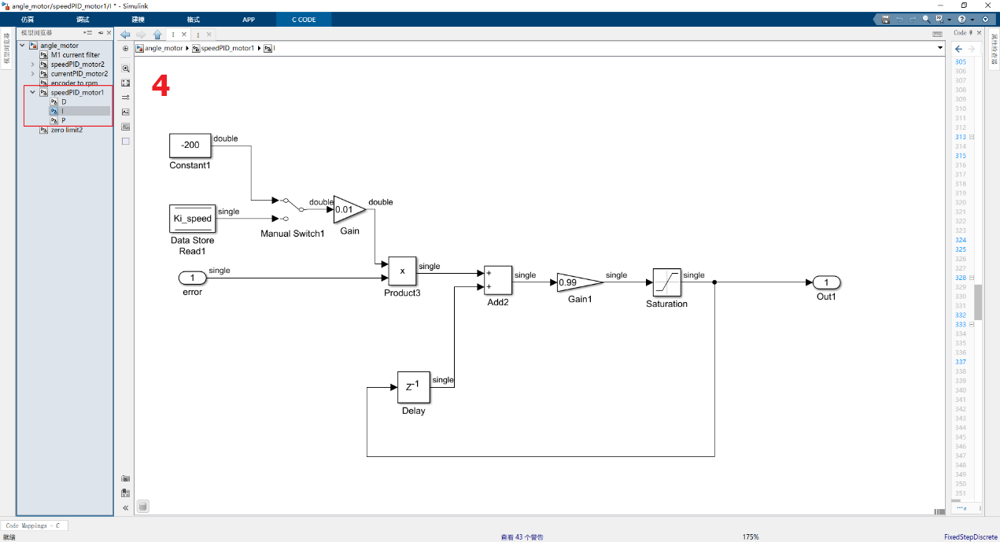 angle_motor/speedPID_motor1/I * - Simulink
仿真 调试 建模 格式 APP C CODE
模型浏览器
模型浏览器
angle_motor
M1 current filter
speedPID_motor2
currentPID_motor2
encoder to rpm
speedPID_motor1
D
I
P
zero limit2
I
I
angle_motor speedPID_motor1 I
4
-200
double
Constant1
Ki_speed
single
Data Store
Read1
Manual Switch1
double
0.01
double
Gain
1
single
error
x
single
Product3
+
+
single
Add2
0.99
single
Gain1
single
Saturation
1
Out1
Z-1
single
Delay
Code
属性检查器
305
306
307
308
309
310
311
312
313
314
315
316
317
318
319
320
321
322
323
324
325
326
327
328
329
330
331
332
333
334
335
336
337
338
339
340
341
342
343
344
345
346
347
348
349
350
351
Code Mappings - C
就绪
查看 43 个警告
175%
FixedStepDiscrete